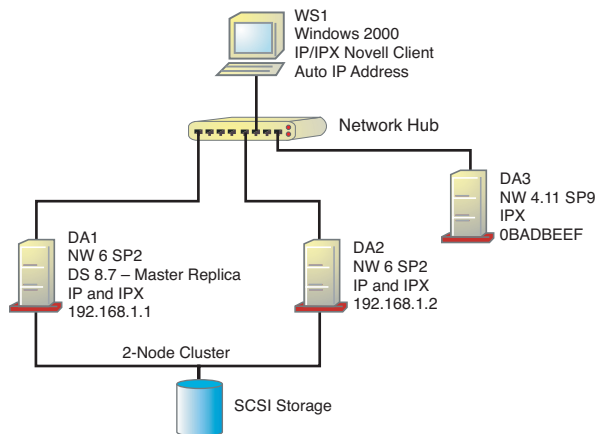 WS1
Windows 2000
IP/IPX Novell Client
Auto IP Address
Network Hub
DA3
NW 4.11 SP9
IPX
0BADBEEF
DA1
NW 6 SP2
DS 8.7 – Master Replica
IP and IPX
192.168.1.1
DA2
NW 6 SP2
IP and IPX
192.168.1.2
2-Node Cluster
SCSI Storage